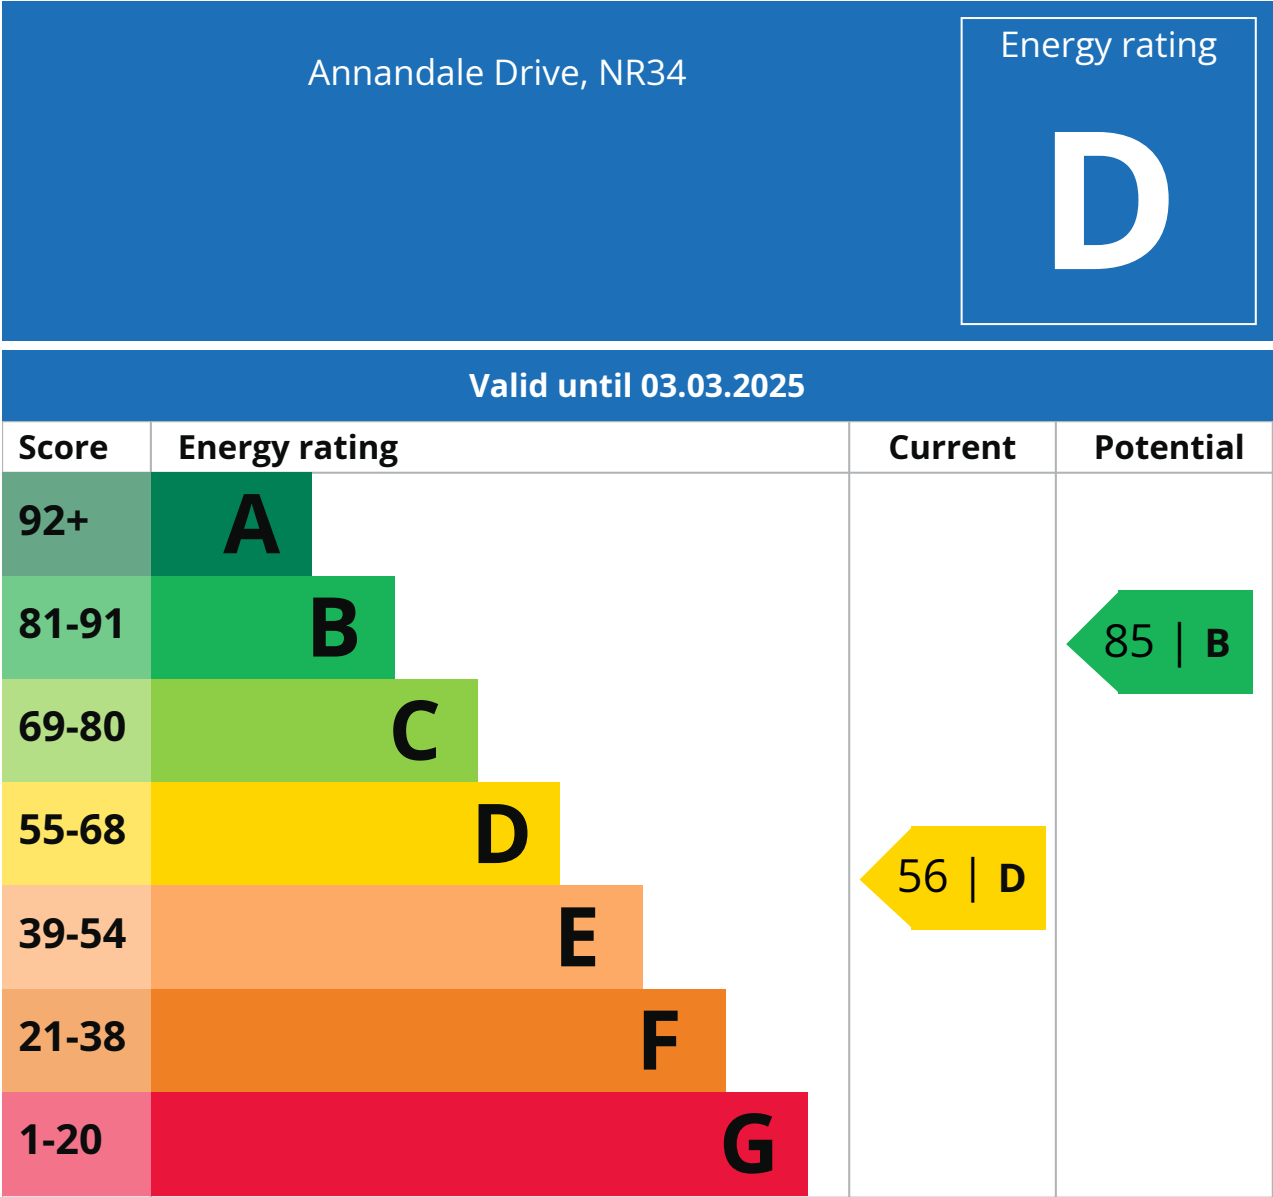 Annandale Drive, NR34
Energy rating
D
Valid until 03.03.2025
Score Energy rating Current Potential
92+ A
81-91 B
85 | B
69-80 C
55-68 D
56 | D
39-54 E
21-38 F
1-20 G